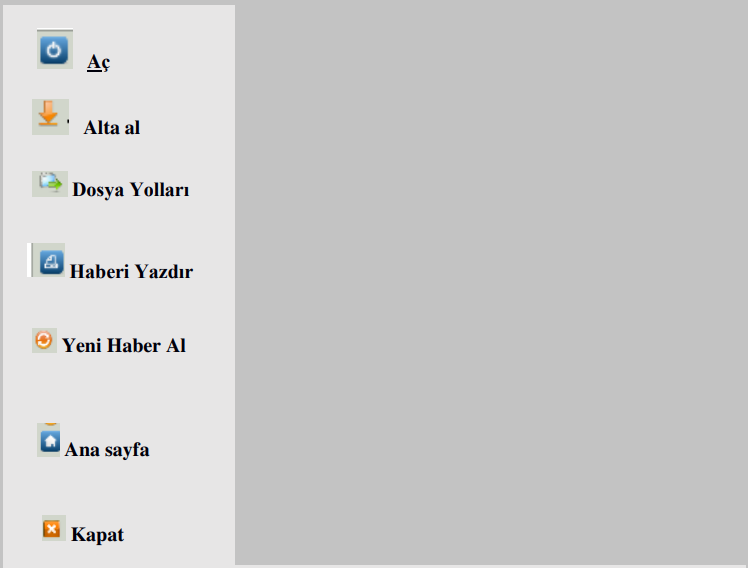 Aç
Alta al
Dosya Yolları
Haberi Yazdır
Yeni Haber Al
Ana sayfa
Kapat